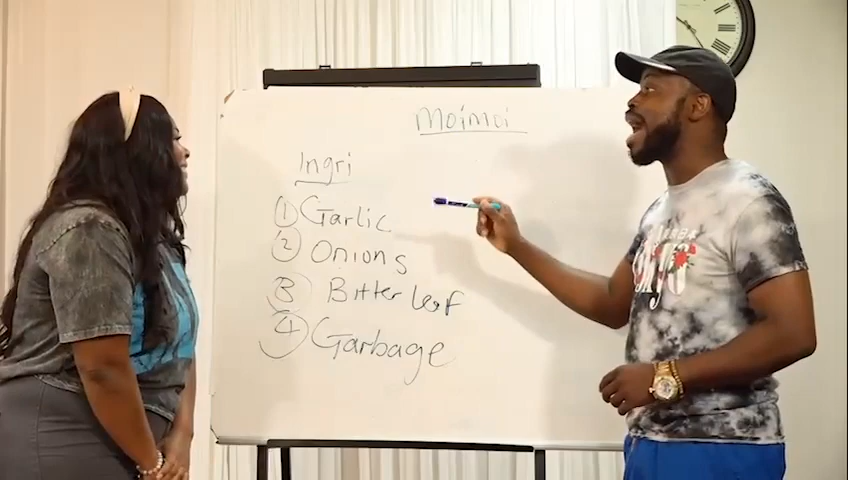 Moimoi
Ingri
1 Garlic
2 Onions
3 Bitter leaf
4 Garbage